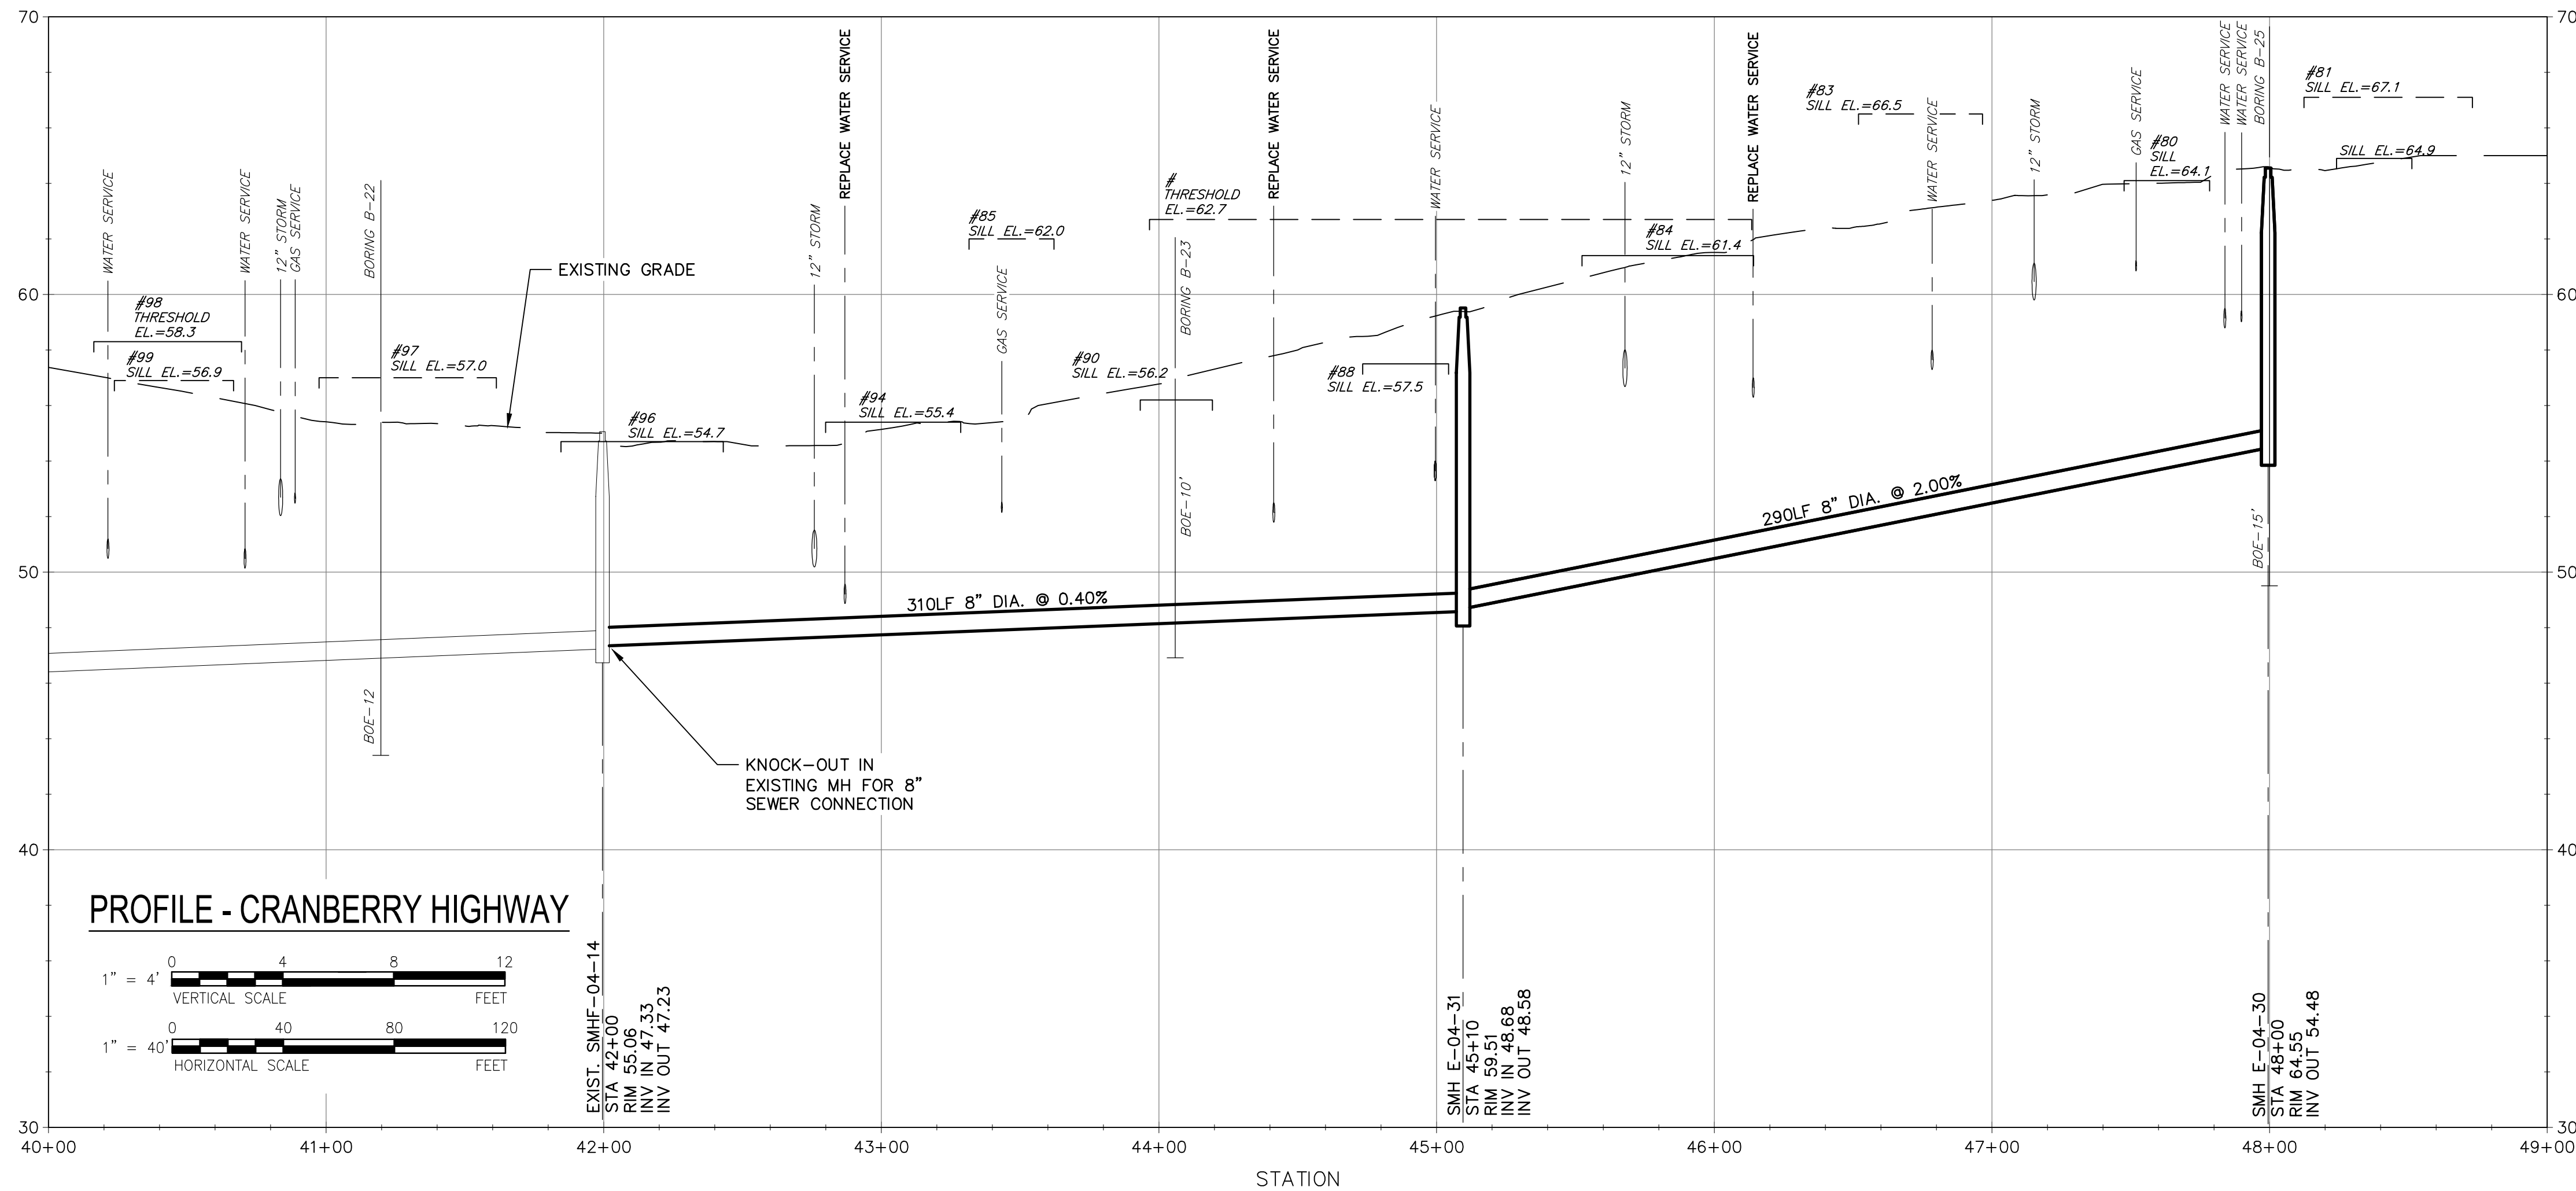 70
70
60
60
50
50
40
40
30
30
WATER SERVICE
WATER SERVICE
12" STORM
GAS SERVICE
BORING B-22
12" STORM
REPLACE WATER SERVICE
GAS SERVICE
BORING B-23
REPLACE WATER SERVICE
WATER SERVICE
12" STORM
REPLACE WATER SERVICE
WATER SERVICE
12" STORM
GAS SERVICE
WATER SERVICE
WATER SERVICE
BORING B-25
#98
THRESHOLD
EL.=58.3
#99
SILL EL.=56.9
#97
SILL EL.=57.0
EXISTING GRADE
#96
SILL EL.=54.7
#94
SILL EL.=55.4
#85
SILL EL.=62.0
#90
SILL EL.=56.2
#
THRESHOLD
EL.=62.7
#88
SILL EL.=57.5
#84
SILL EL.=61.4
#83
SILL EL.=66.5
#80
SILL
EL.=64.1
#81
SILL EL.=67.1
SILL EL.=64.9
BOE-12
BOE-10'
BOE-15'
310LF 8" DIA. @ 0.40%
290LF 8" DIA. @ 2.00%
KNOCK-OUT IN
EXISTING MH FOR 8"
SEWER CONNECTION
PROFILE - CRANBERRY HIGHWAY
0 4 8 12
1" = 4'
VERTICAL SCALE FEET
0 40 80 120
1" = 40'
HORIZONTAL SCALE FEET
EXIST. SMHF-04-14
STA 42+00
RIM 55.06
INV IN 47.33
INV OUT 47.23
SMH E-04-31
STA 45+10
RIM 59.51
INV IN 48.68
INV OUT 48.58
SMH E-04-30
STA 48+00
RIM 64.55
INV OUT 54.48
40+00 41+00 42+00 43+00 44+00 45+00 46+00 47+00 48+00 49+00
STATION